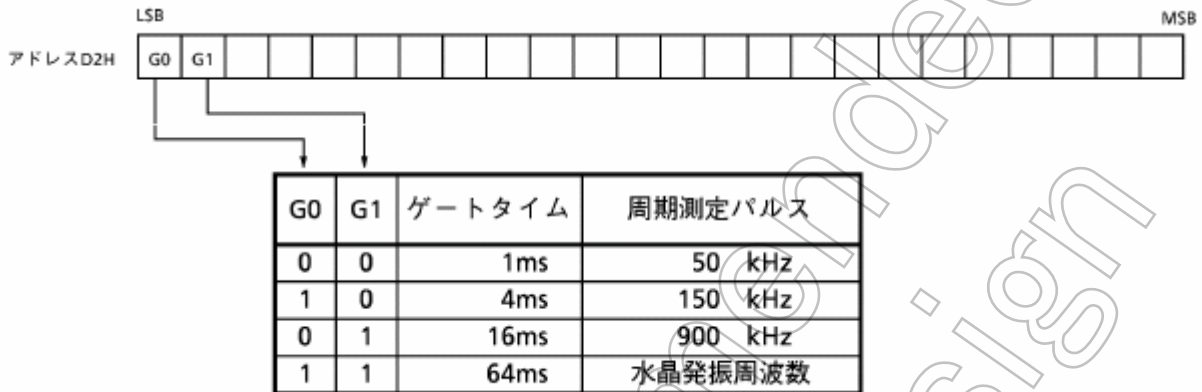 LSB MSB
アドレスD2H G0 G1
G0 G1 ゲートタイム 周期測定パルス
0 0 1ms 50 kHz
1 0 4ms 150 kHz
0 1 16ms 900 kHz
1 1 64ms 水晶発振周波数